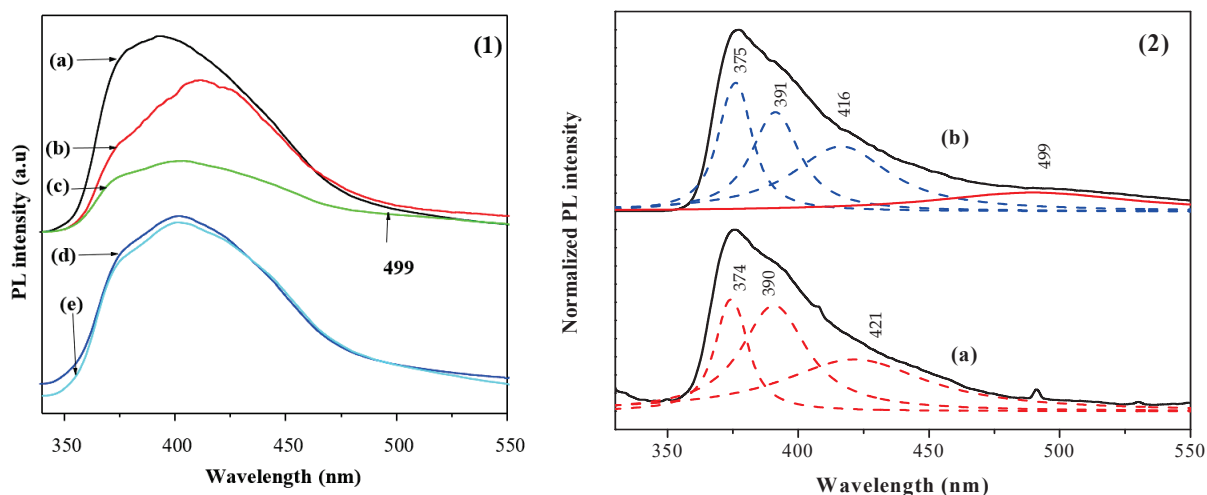 (1)
(a)
(b)
(c)
(d)
(e)
499
PL intensity (a.u)
350 400 450 500 550
Wavelength (nm)
(2)
375
391
416
499
(b)
374
390
421
(a)
Normalized PL intensity
350 400 450 500 550
Wavelength (nm)